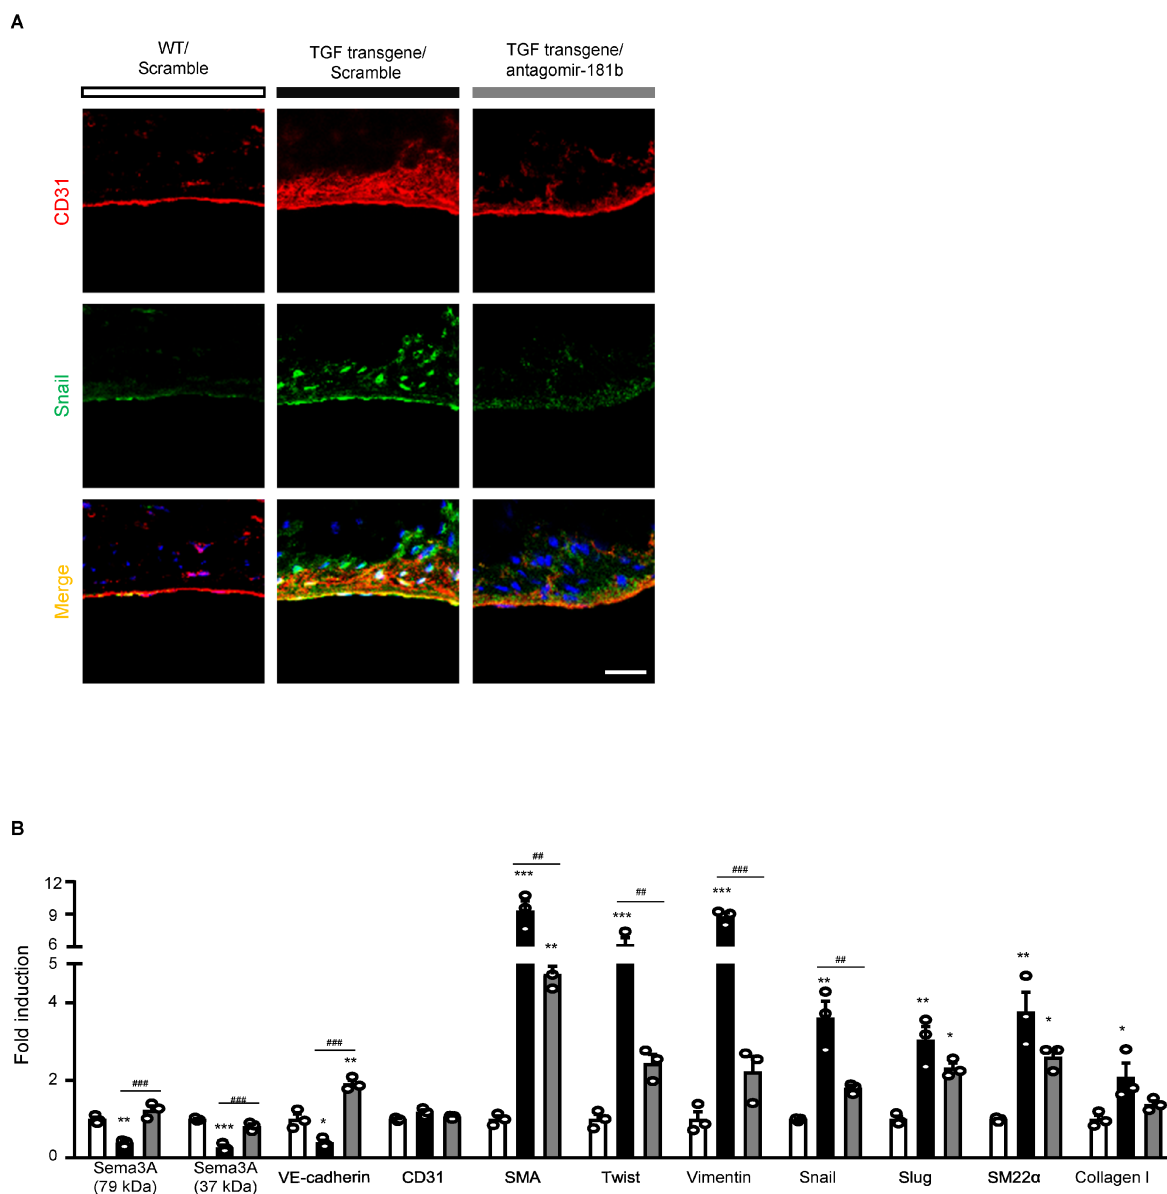 A
WT/
Scramble
TGF transgene/
Scramble
TGF transgene/
antagomir-181b
CD31
Snail
Merge
B
Fold induction
12
9
6
5
4
2
0
**
###
***
###
*
###
**
***
##
**
***
##
***
###
**
##
**
*
**
*
*
Sema3A
(79 kDa)
Sema3A
(37 kDa)
VE-cadherin
CD31
SMA
Twist
Vimentin
Snail
Slug
SM22α
Collagen I